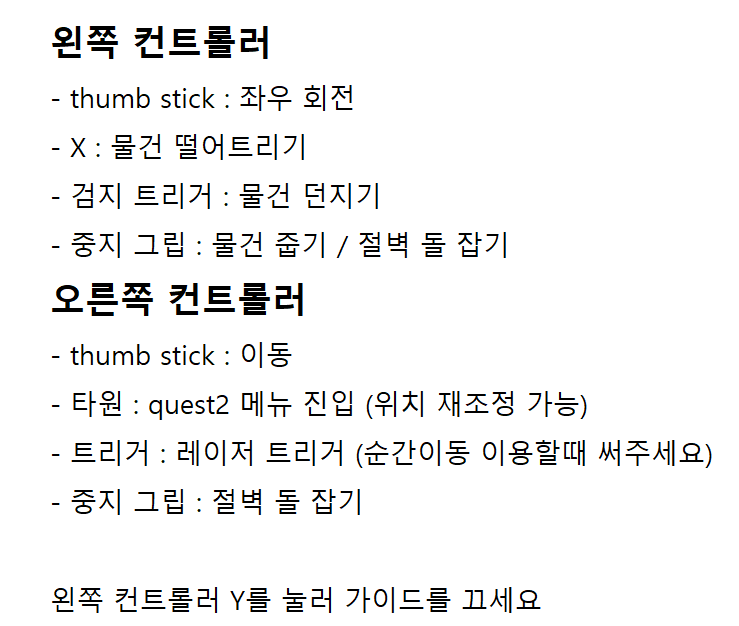 왼쪽 컨트롤러
- thumb stick : 좌우 회전
- X : 물건 떨어트리기
- 검지 트리거 : 물건 던지기
- 중지 그립 : 물건 줍기 / 절벽 돌 잡기
오른쪽 컨트롤러
- thumb stick : 이동
- 타원 : quest2 메뉴 진입 (위치 재조정 가능)
- 트리거 : 레이저 트리거 (순간이동 이용할때 써주세요)
- 중지 그립 : 절벽 돌 잡기
왼쪽 컨트롤러 Y를 눌러 가이드를 끄세요